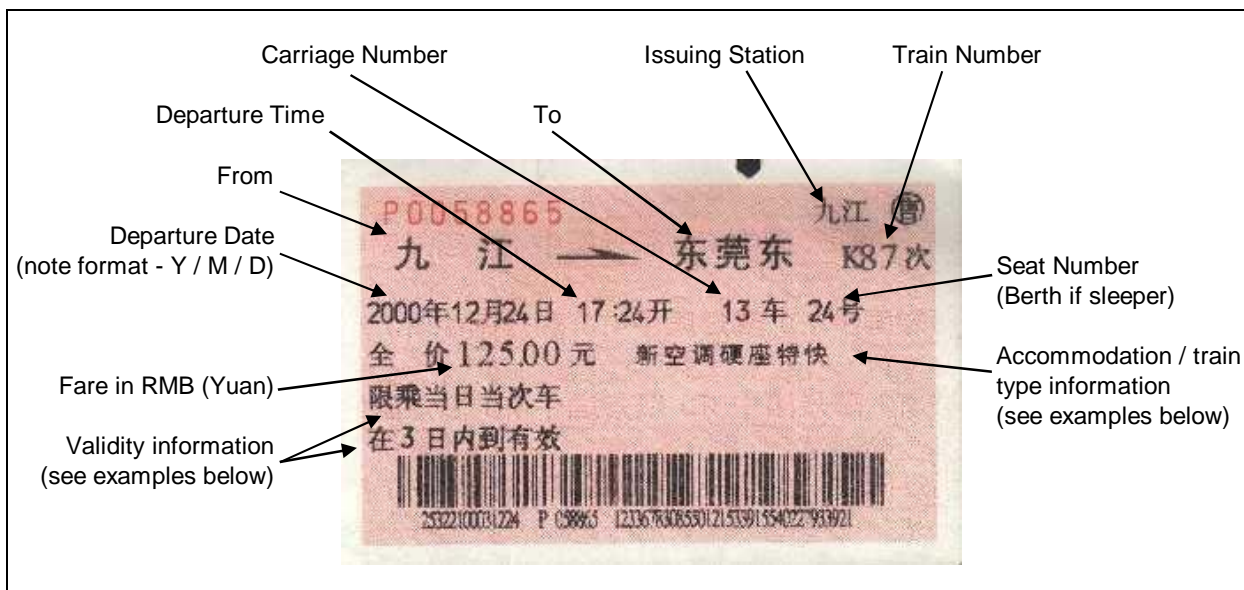 Carriage Number
Issuing Station
Train Number
Departure Time
To
From
Departure Date
(note format - Y / M / D)
Seat Number
(Berth if sleeper)
Accommodation / train
type information
(see examples below)
Fare in RMB (Yuan)
Validity information
(see examples below)
P0058865
九江
九 江 东莞东 K87次
2000年12月24日 17:24开 13车 24号
全 价125.00元 新空调硬座特快
限乘当日当次车
在3日内到有效